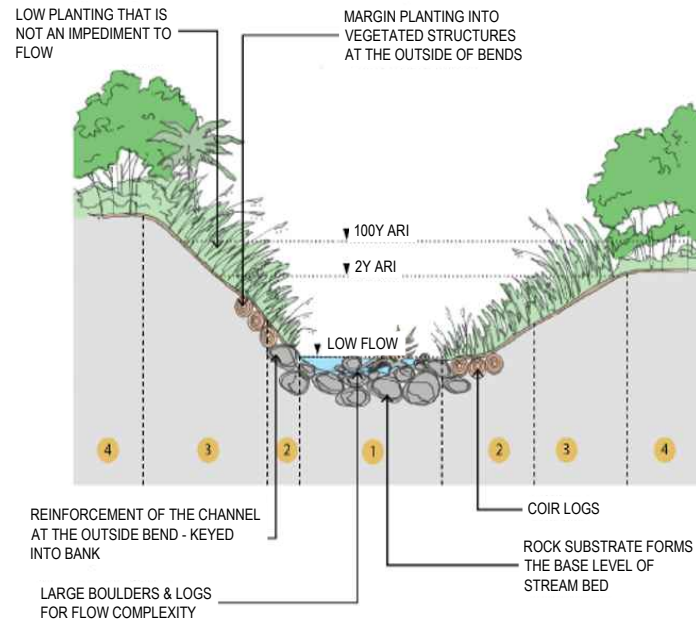 LOW PLANTING THAT IS
NOT AN IMPEDIMENT TO
FLOW
MARGIN PLANTING INTO
VEGETATED STRUCTURES
AT THE OUTSIDE OF BENDS
100Y ARI
2Y ARI
LOW FLOW
4
3
2
1
2
3
4
REINFORCEMENT OF THE CHANNEL
AT THE OUTSIDE BEND - KEYED
INTO BANK
COIR LOGS
ROCK SUBSTRATE FORMS
THE BASE LEVEL OF
STREAM BED
LARGE BOULDERS & LOGS
FOR FLOW COMPLEXITY